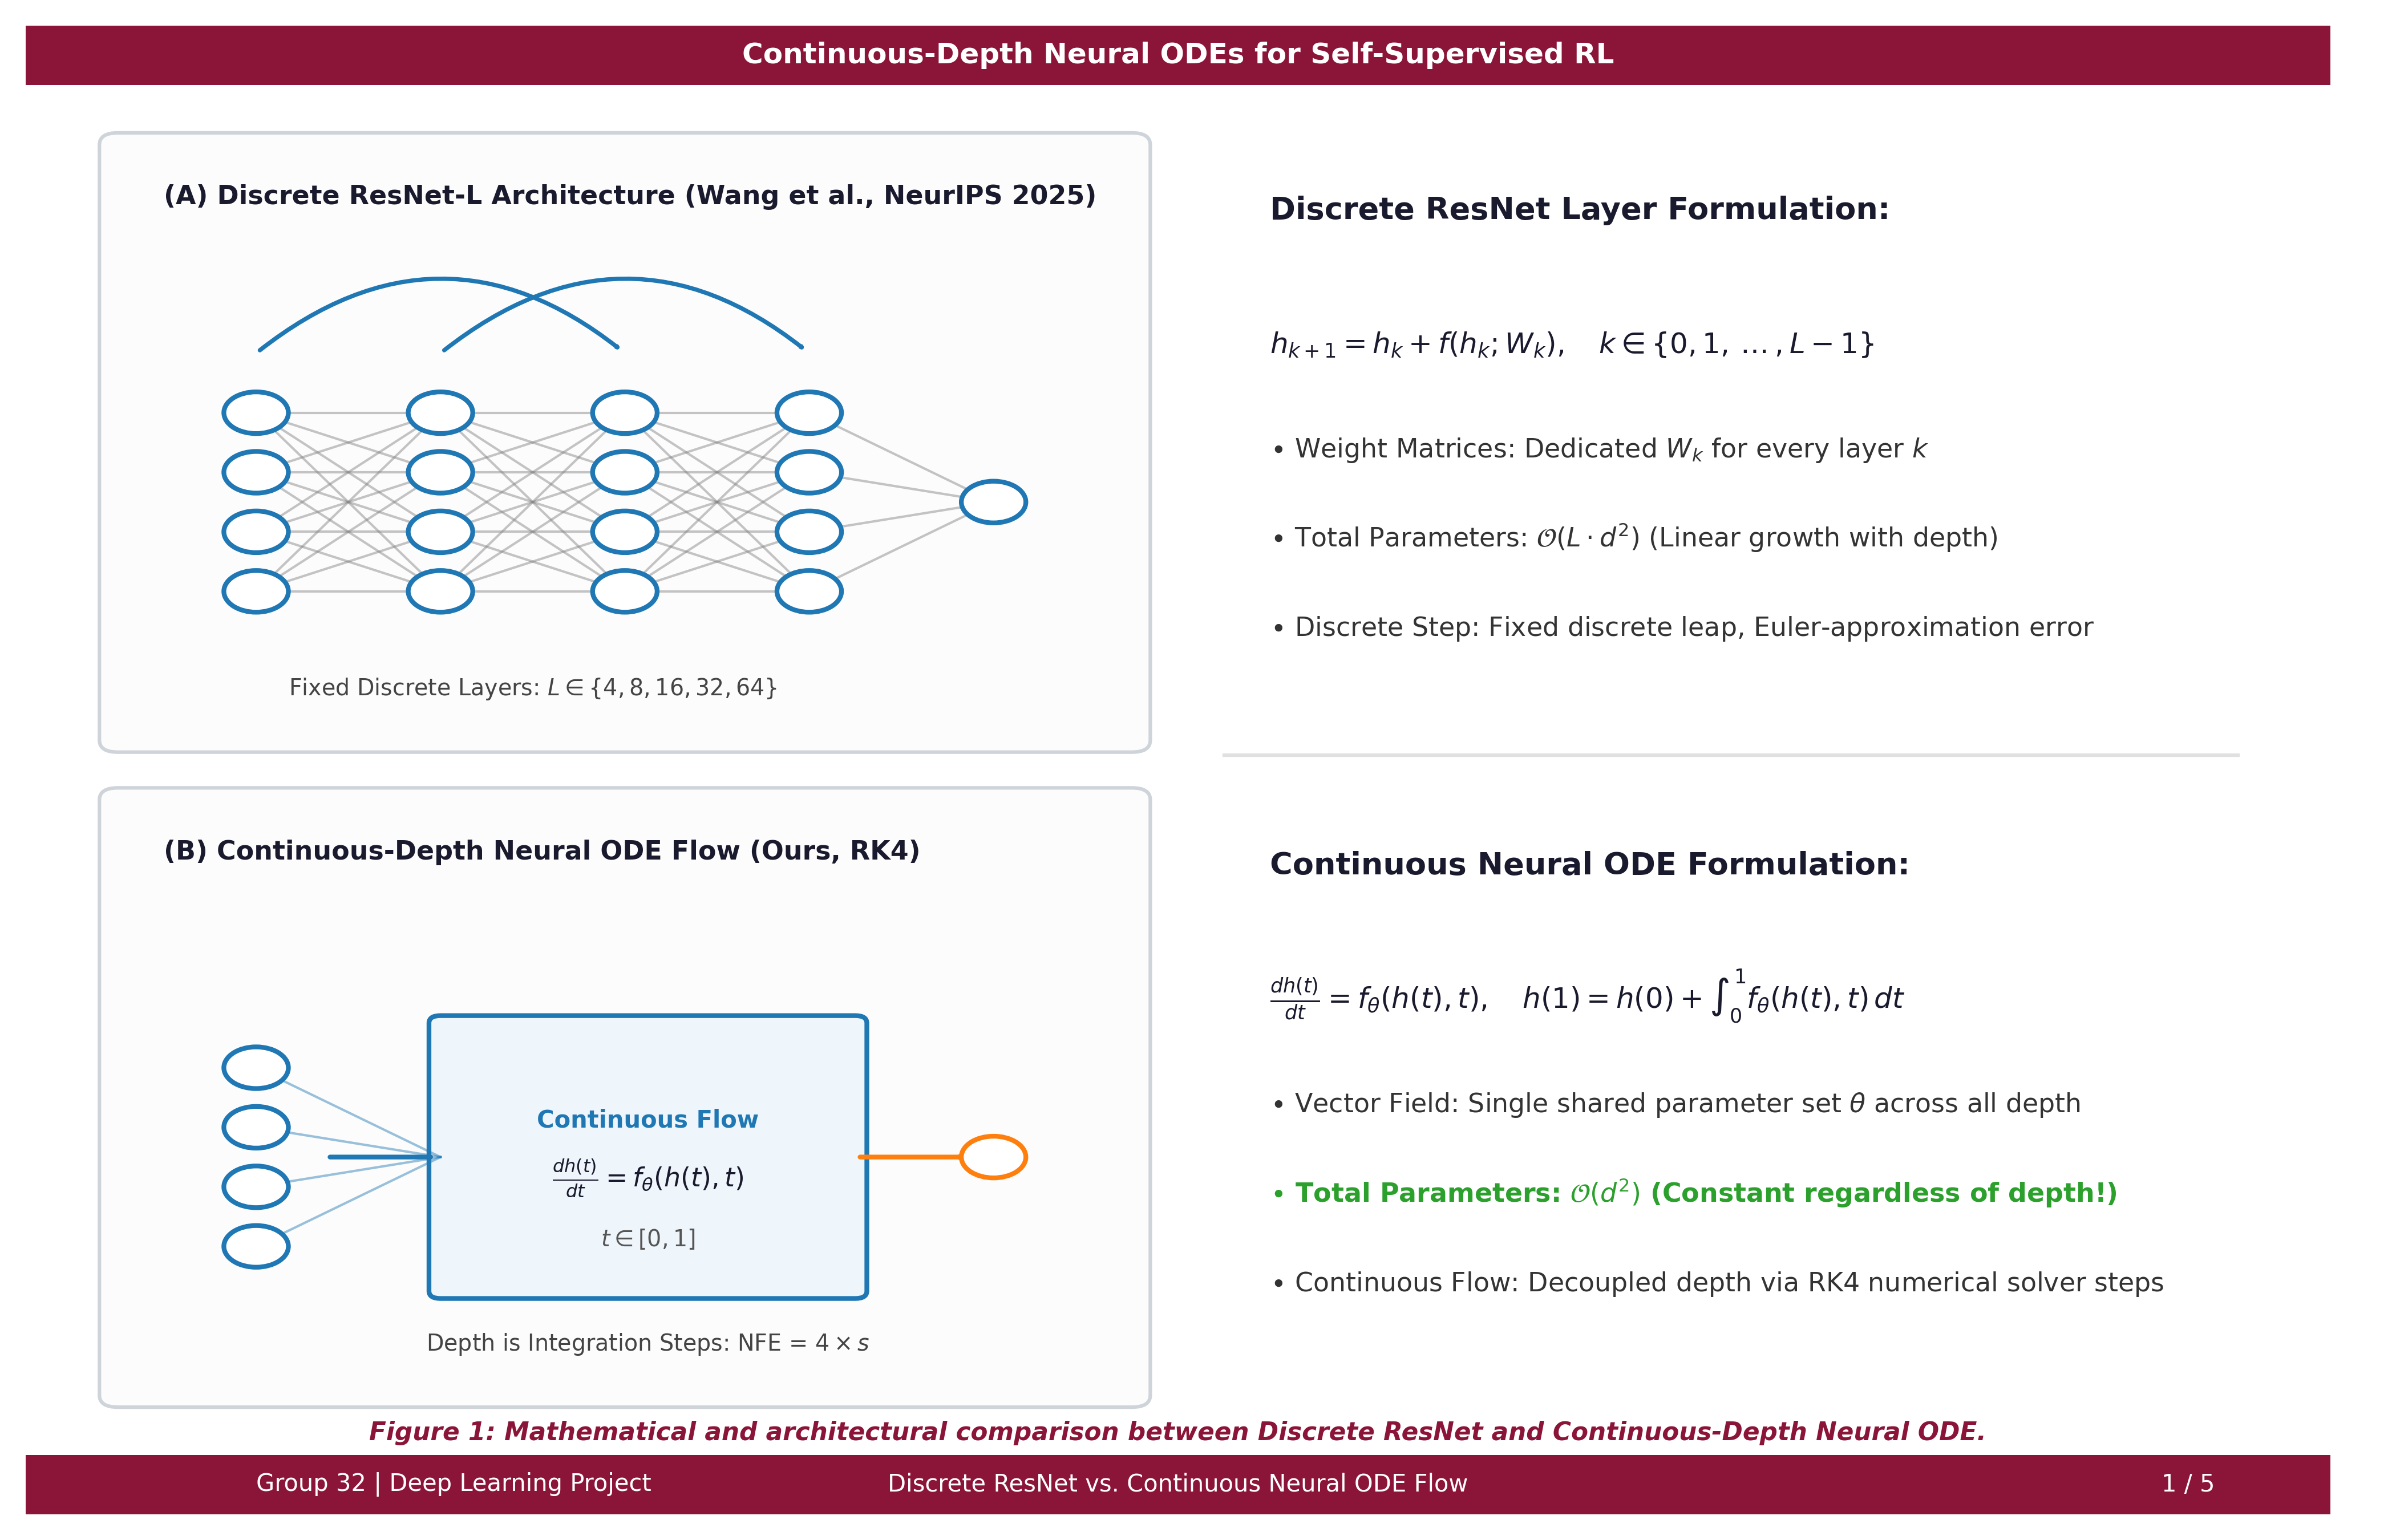 Continuous-Depth Neural ODEs for Self-Supervised RL
(A) Discrete ResNet-L Architecture (Wang et al., NeurIPS 2025)
Fixed Discrete Layers: L ∈ {4, 8, 16, 32, 64}
Discrete ResNet Layer Formulation:
h_{k+1} = h_k + f(h_k; W_k), k ∈ {0, 1, …, L − 1}
• Weight Matrices: Dedicated W_k for every layer k
• Total Parameters: 𝒪(L · d²) (Linear growth with depth)
• Discrete Step: Fixed discrete leap, Euler-approximation error
(B) Continuous-Depth Neural ODE Flow (Ours, RK4)
Continuous Flow
dh(t)/dt = f_θ(h(t), t)
t ∈ [0, 1]
Depth is Integration Steps: NFE = 4 × s
Continuous Neural ODE Formulation:
dh(t)/dt = f_θ(h(t), t), h(1) = h(0) + ∫₀¹ f_θ(h(t), t) dt
• Vector Field: Single shared parameter set θ across all depth
• Total Parameters: 𝒪(d²) (Constant regardless of depth!)
• Continuous Flow: Decoupled depth via RK4 numerical solver steps
Figure 1: Mathematical and architectural comparison between Discrete ResNet and Continuous-Depth Neural ODE.
Group 32 | Deep Learning Project
Discrete ResNet vs. Continuous Neural ODE Flow
1 / 5